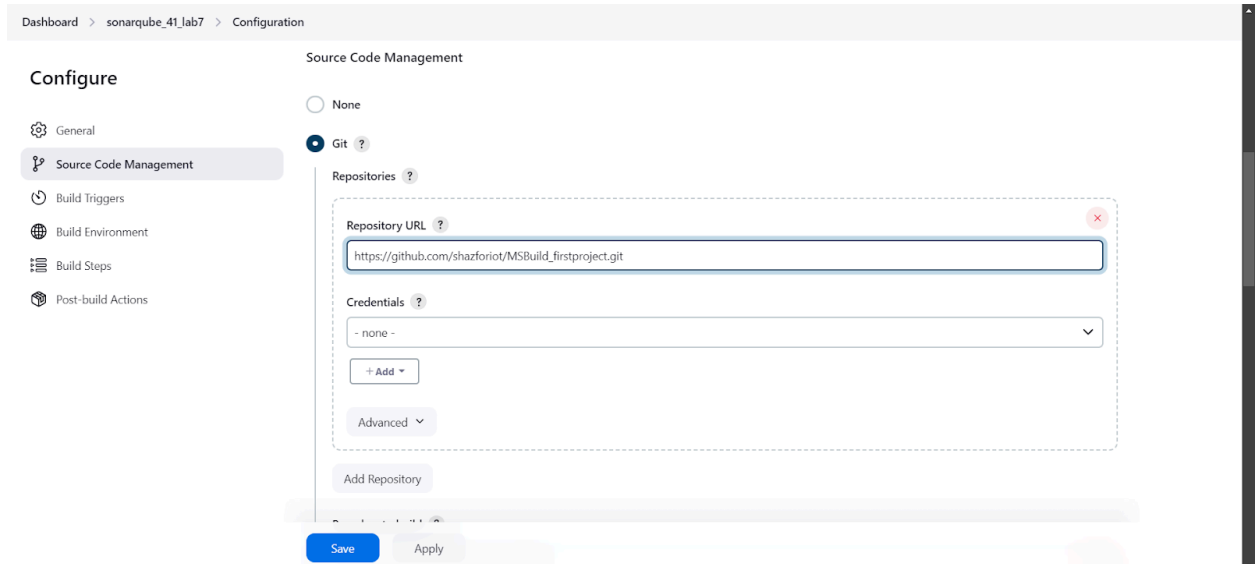 Dashboard > sonarqube_41_lab7 > Configuration
Configure
General
Source Code Management
Build Triggers
Build Environment
Build Steps
Post-build Actions
Source Code Management
None
Git ?
Repositories ?
Repository URL ?
https://github.com/shazforiot/MSBuild_firstproject.git
Credentials ?
- none -
+ Add
Advanced
Add Repository
Save Apply